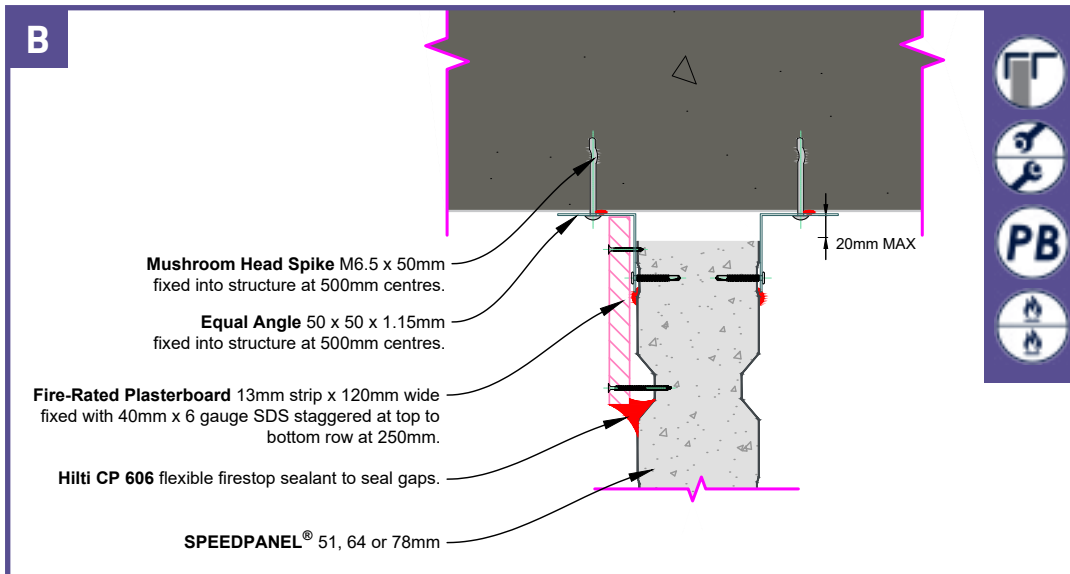 B
20mm MAX
Mushroom Head Spike M6.5 x 50mm
fixed into structure at 500mm centres.
Equal Angle 50 x 50 x 1.15mm
fixed into structure at 500mm centres.
Fire-Rated Plasterboard 13mm strip x 120mm wide
fixed with 40mm x 6 gauge SDS staggered at top to
bottom row at 250mm.
Hilti CP 606 flexible firestop sealant to seal gaps.
SPEEDPANEL® 51, 64 or 78mm
PB